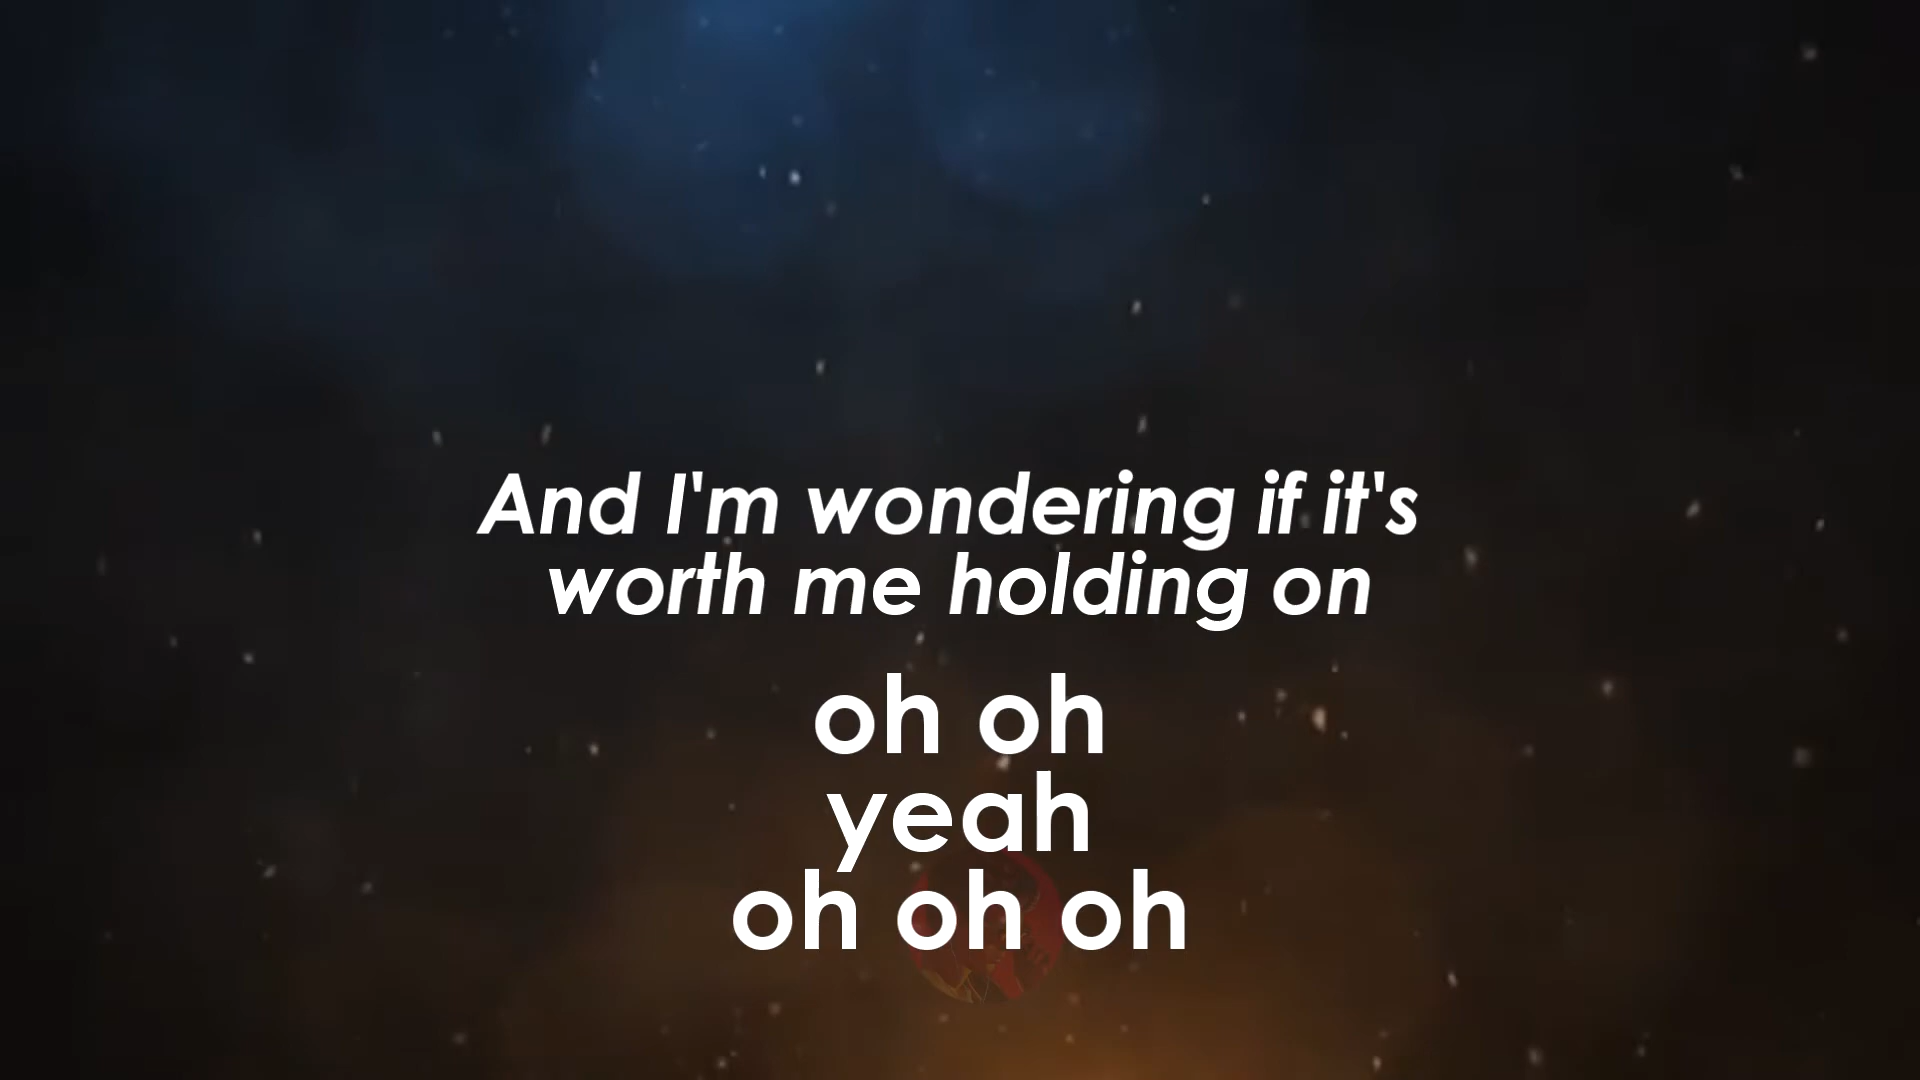 And I'm wondering if it's
worth me holding on
oh oh
yeah
oh oh oh